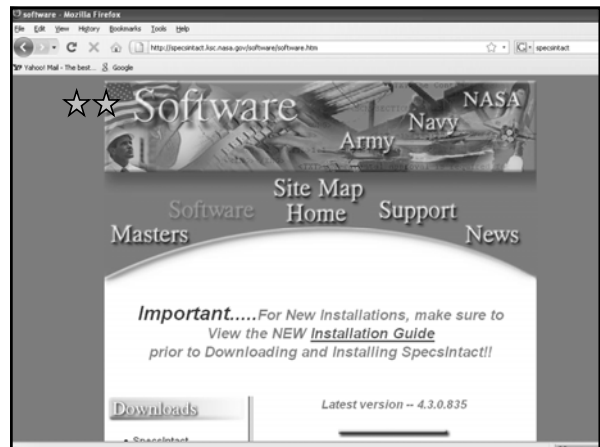 software - Mozilla Firefox
File Edit View History Bookmarks Tools Help
http://specsintact.ksc.nasa.gov/software/software.htm
specsintact
Yahoo! Mail - The best... Google
Software
NASA
Navy
Army
Site Map
Software Home Support
Masters News
Important.....For New Installations, make sure to
View the NEW Installation Guide
prior to Downloading and Installing SpecsIntact!!
Downloads
Latest version -- 4.3.0.835
SpecsIntact